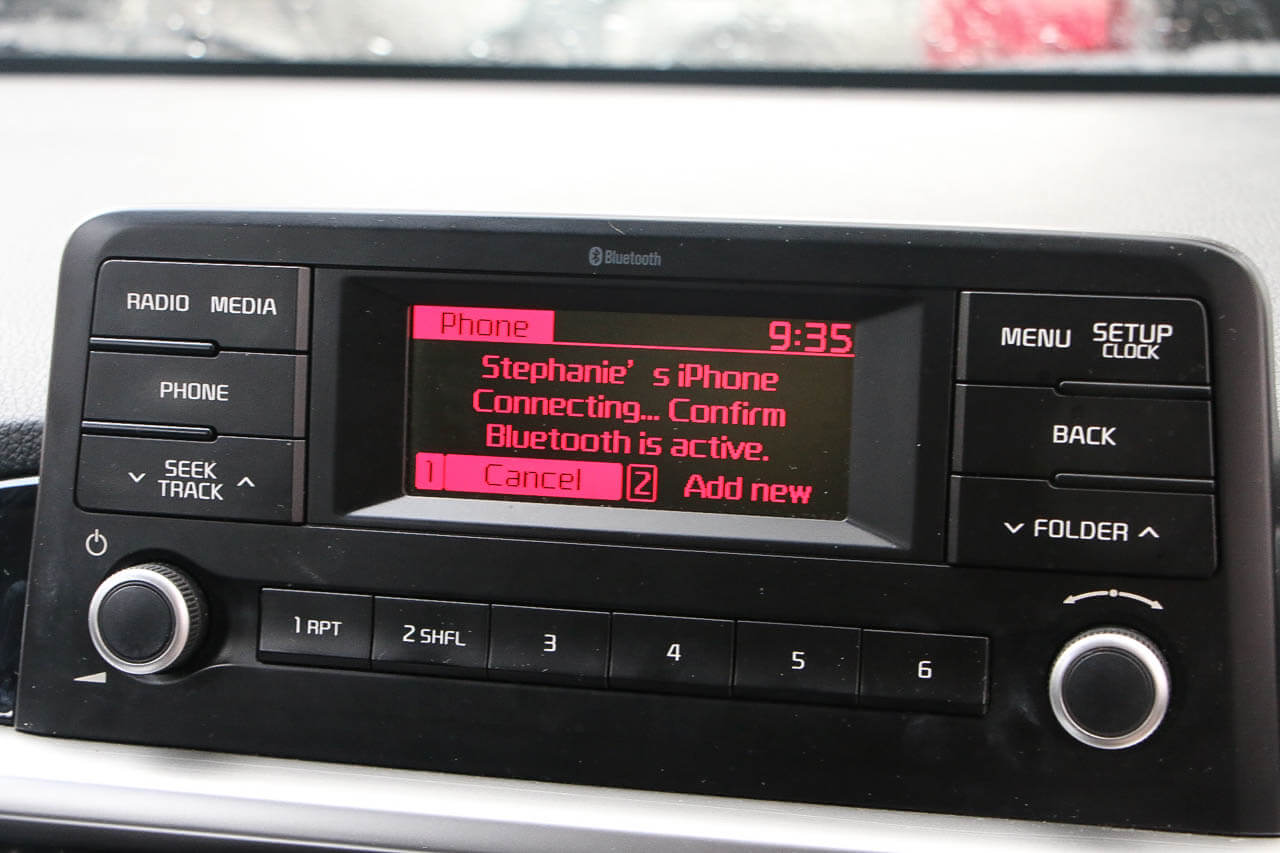 Bluetooth
RADIO MEDIA
PHONE
SEEK
TRACK
Phone 9:35
Stephanie’ s iPhone
Connecting... Confirm
Bluetooth is active.
1 Cancel 2 Add new
MENU SETUP
CLOCK
BACK
FOLDER
1 RPT
2 SHFL
3
4
5
6